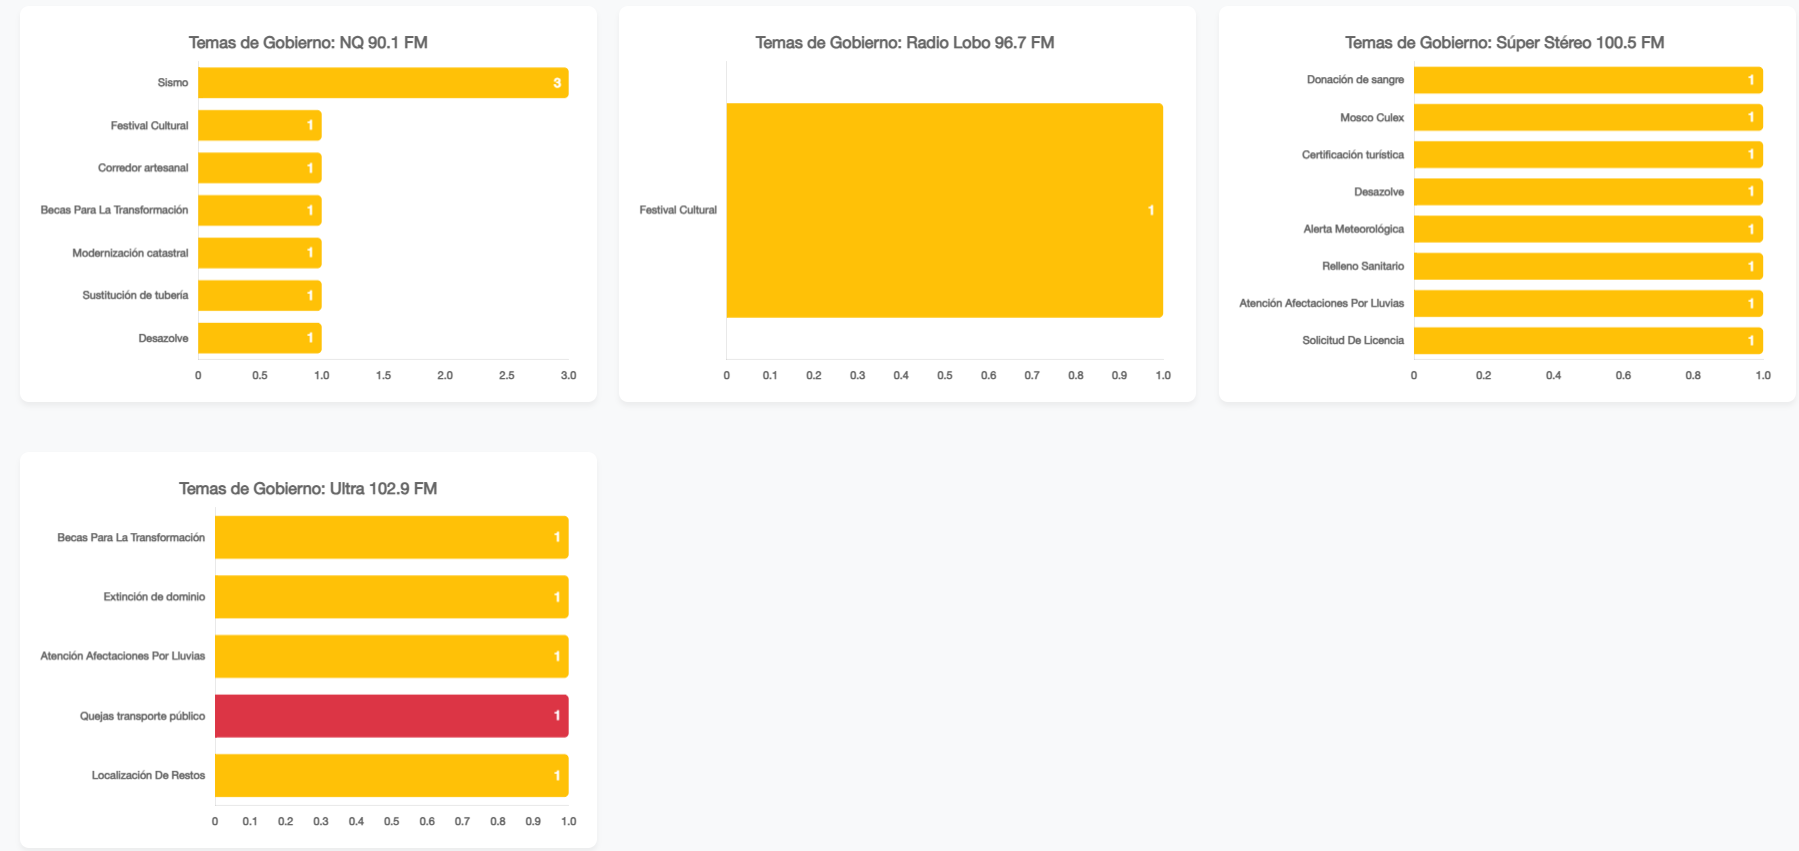 Temas de Gobierno: NQ 90.1 FM
Sismo 3
Festival Cultural 1
Corredor artesanal 1
Becas Para La Transformación 1
Modernización catastral 1
Sustitución de tubería 1
Desazolve 1
0 0.5 1.0 1.5 2.0 2.5 3.0
Temas de Gobierno: Radio Lobo 96.7 FM
Festival Cultural 1
0 0.1 0.2 0.3 0.4 0.5 0.6 0.7 0.8 0.9 1.0
Temas de Gobierno: Súper Stéreo 100.5 FM
Donación de sangre 1
Mosco Culex 1
Certificación turística 1
Desazolve 1
Alerta Meteorológica 1
Relleno Sanitario 1
Atención Afectaciones Por Lluvias 1
Solicitud De Licencia 1
0 0.2 0.4 0.6 0.8 1.0
Temas de Gobierno: Ultra 102.9 FM
Becas Para La Transformación 1
Extinción de dominio 1
Atención Afectaciones Por Lluvias 1
Quejas transporte público 1
Localización De Restos 1
0 0.1 0.2 0.3 0.4 0.5 0.6 0.7 0.8 0.9 1.0